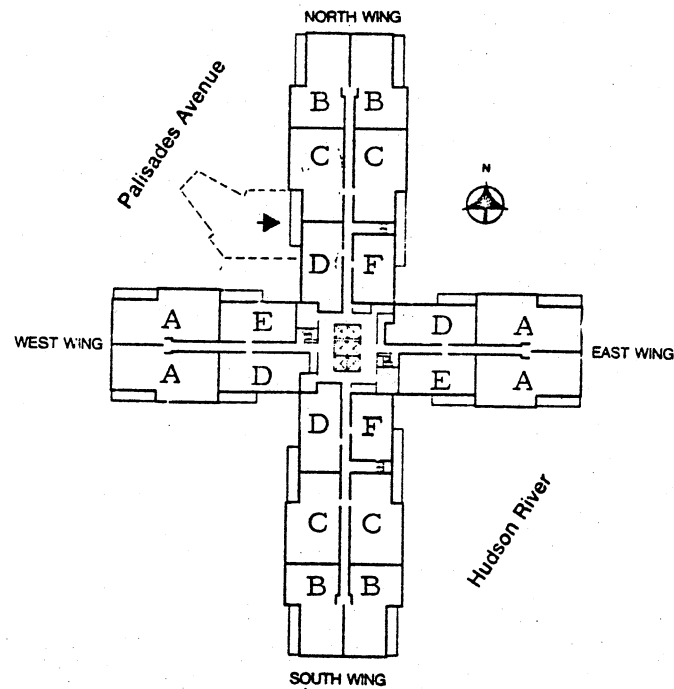 NORTH WING
Palisades Avenue
B B
C C
N
D F
A E D A
WEST WING
EAST WING
A D E A
D F
C C
Hudson River
B B
SOUTH WING